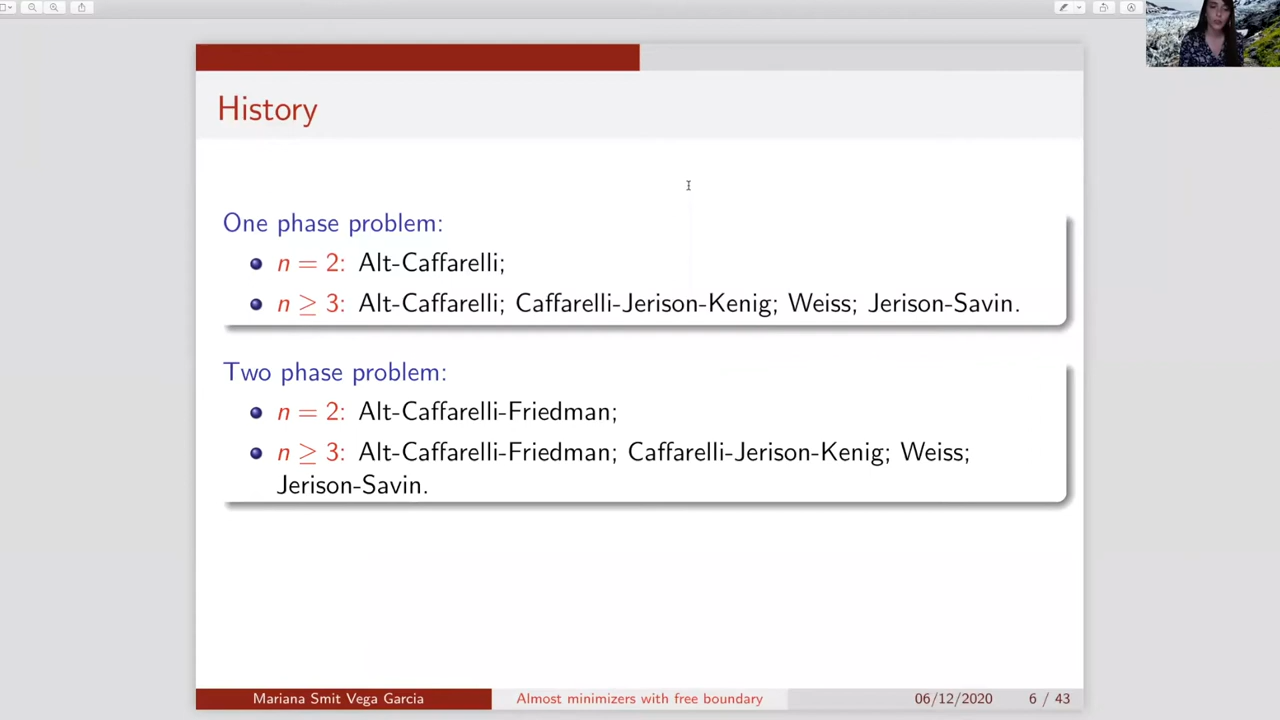 History
One phase problem:
n = 2: Alt-Caffarelli;
n ≥ 3: Alt-Caffarelli; Caffarelli-Jerison-Kenig; Weiss; Jerison-Savin.
Two phase problem:
n = 2: Alt-Caffarelli-Friedman;
n ≥ 3: Alt-Caffarelli-Friedman; Caffarelli-Jerison-Kenig; Weiss;
Jerison-Savin.
Mariana Smit Vega Garcia Almost minimizers with free boundary 06/12/2020 6 / 43